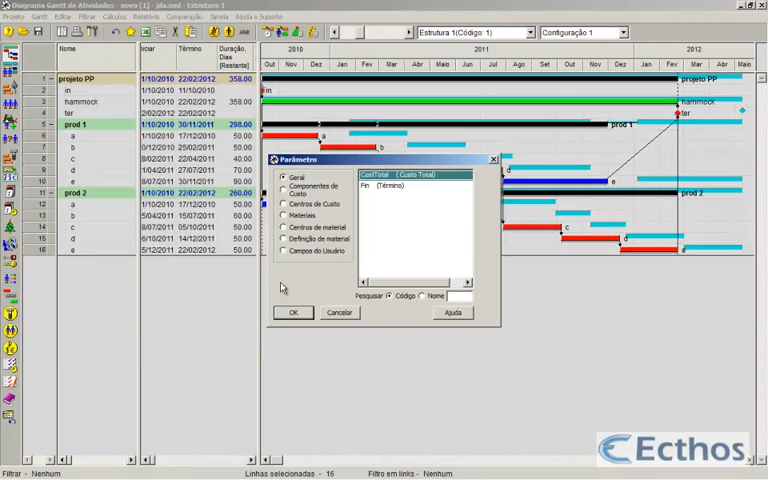 Diagrama Gantt de Atividades - novo [1] - pla.xml - Estrutura 1
Projeto Gantt Editar Filtrar Cálculos Relatório Comparação Janela Ajuda e Suporte
Estrutura 1(Código: 1) Configuração 1
Nome iniciar Término Duração, Dias [Restante] 2010 2011 2012
Out Nov Dez Jan Fev Mar Abr Mai Jun Jul Ago Set Out Nov Dez Jan Fev Mar Maio
1 projeto PP 1/10/2010 22/02/2012 358.00 projeto PP
2 in 1/10/2010 11/10/2010 in
3 hammock 1/10/2010 22/02/2012 358.00 hammock
4 ter 2/02/2012 22/02/2012 ter
5 prod 1 1/10/2010 30/11/2011 298.00 prod 1
6 a 1/10/2010 17/12/2010 50.00 a
7 b 0/12/2010 25/02/2011 50.00 b
8 c 8/02/2011 22/04/2011 40.00
9 d 5/04/2011 07/07/2011 70.00 d
10 e 8/07/2011 30/11/2011 90.00 e
11 prod 2 1/10/2010 22/02/2012 260.00 prod 2
12 a 1/10/2010 50.00
13 b 5/04/2011 17/06/2011 50.00
14 c 8/07/2011 15/09/2011 50.00 c
15 d 6/10/2011 14/12/2011 50.00 d
16 e 5/12/2011 22/02/2012 50.00 e
Parâmetro
Geral
Componentes de Custo
Centros de Custo
Materiais
Centros de material
Definição de material
Campos do Usuário
CostTotal (Custo Total)
Fin (Término)
Pesquisar Código Nome
OK Cancelar Ajuda
Ecthos
Filtrar - Nenhum Linhas selecionadas - 16 Filtro em links - Nenhum